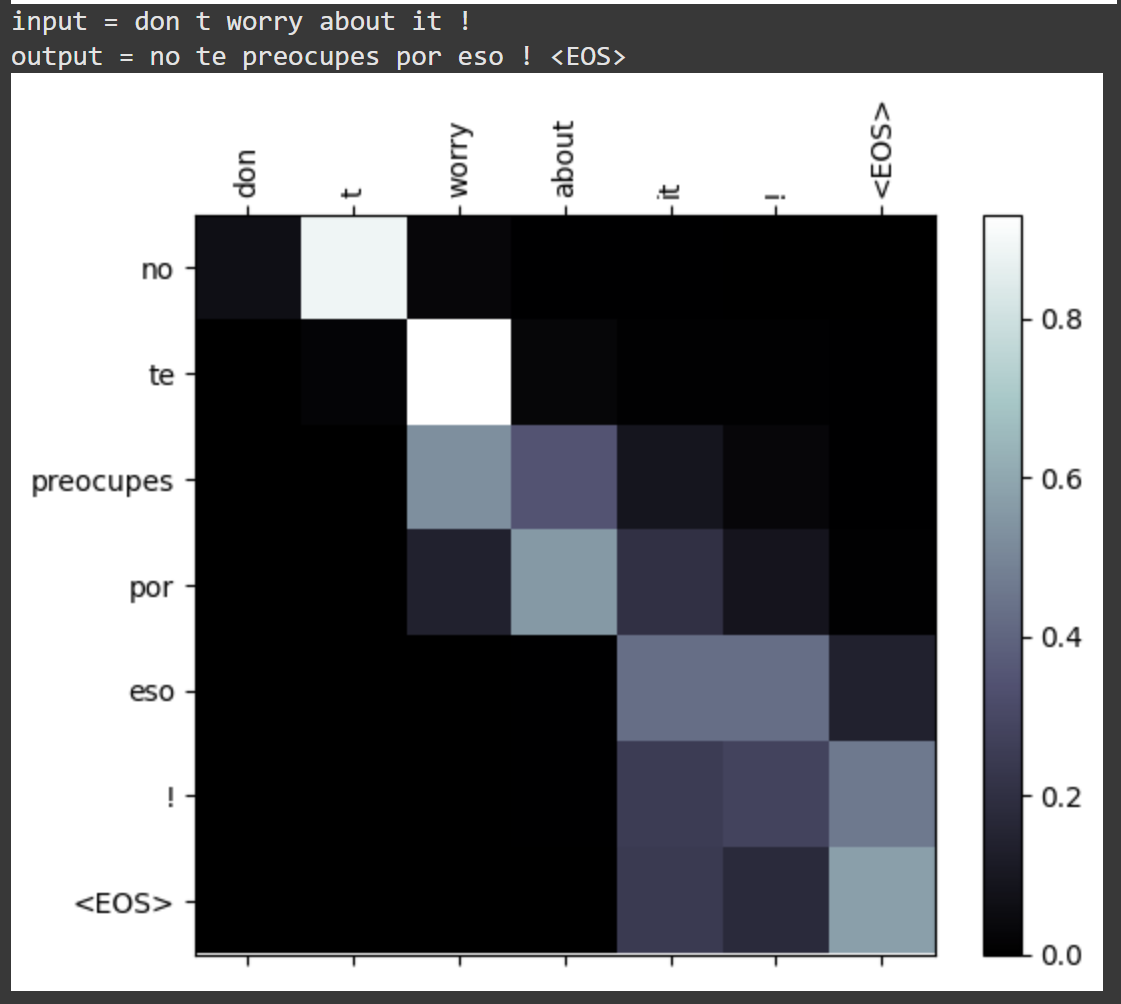 input = don t worry about it !
output = no te preocupes por eso ! <EOS>
don t worry about it ! <EOS>
no
te
preocupes
por
eso
!
<EOS>
0.8
0.6
0.4
0.2
0.0